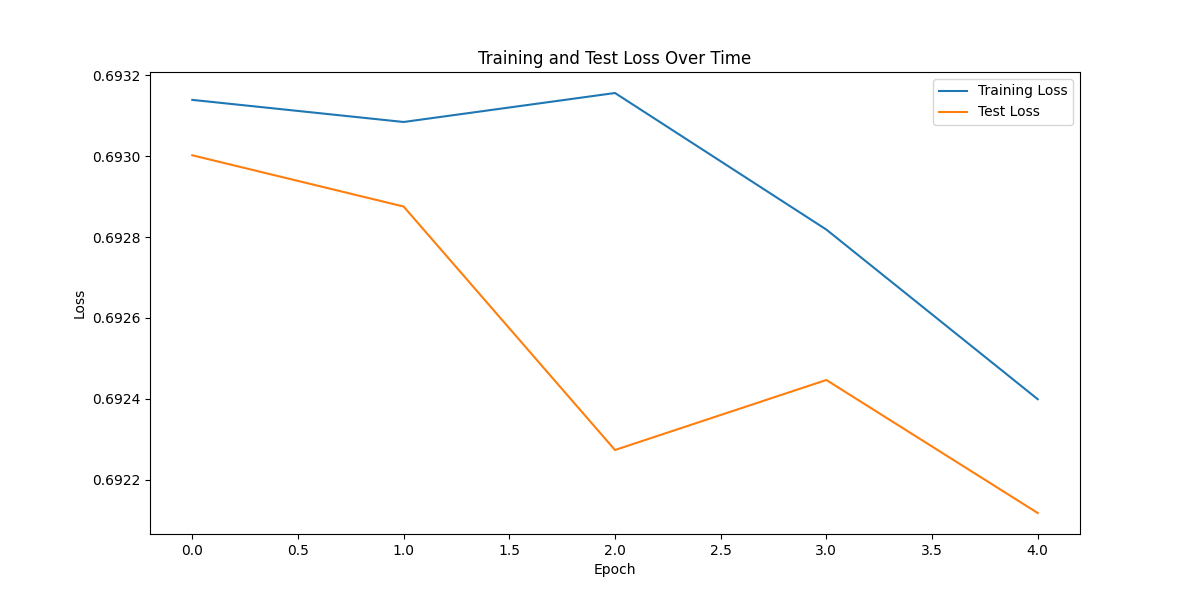 Training and Test Loss Over Time
Training Loss
Test Loss
0.6932
0.6930
0.6928
0.6926
0.6924
0.6922
Loss
0.0 0.5 1.0 1.5 2.0 2.5 3.0 3.5 4.0
Epoch